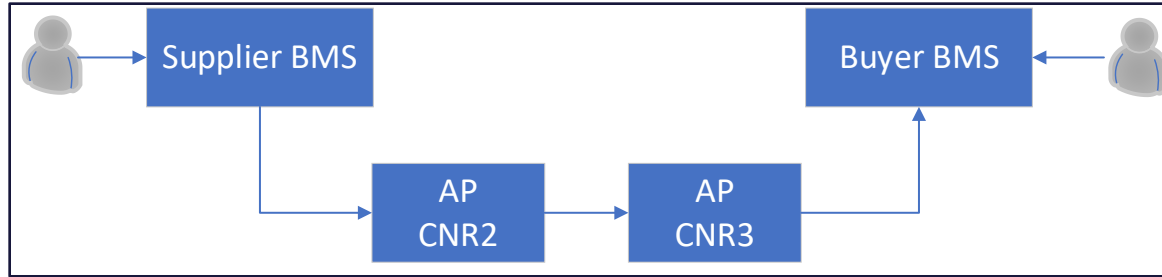 Supplier BMS
Buyer BMS
AP
CNR2
AP
CNR3